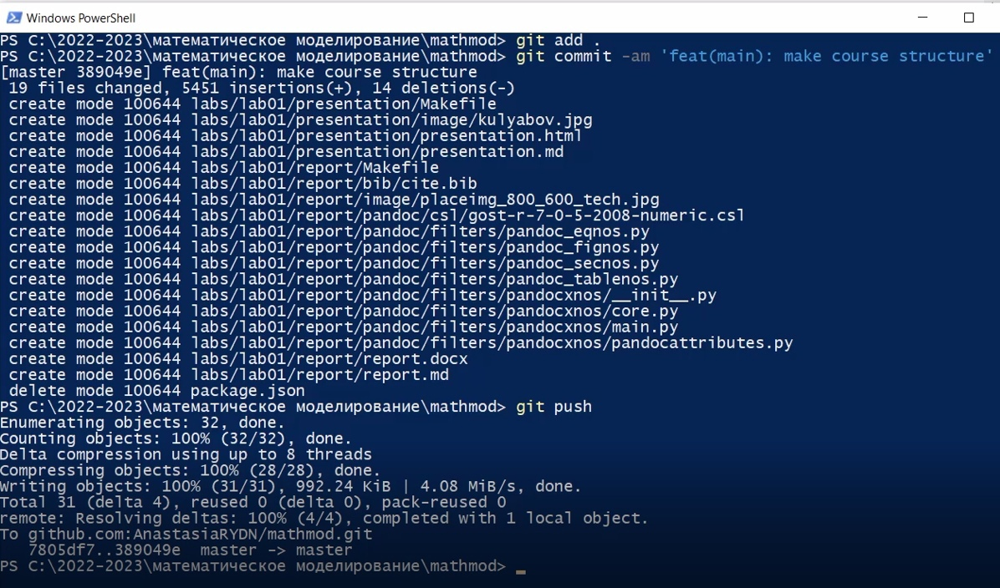 Windows PowerShell
PS C:\2022-2023\математическое моделирование\mathmod> git add .
PS C:\2022-2023\математическое моделирование\mathmod> git commit -am 'feat(main): make course structure'
[master 389049e] feat(main): make course structure
 19 files changed, 5451 insertions(+), 14 deletions(-)
 create mode 100644 labs/lab01/presentation/Makefile
 create mode 100644 labs/lab01/presentation/image/kulyabov.jpg
 create mode 100644 labs/lab01/presentation/presentation.html
 create mode 100644 labs/lab01/presentation/presentation.md
 create mode 100644 labs/lab01/report/Makefile
 create mode 100644 labs/lab01/report/bib/cite.bib
 create mode 100644 labs/lab01/report/image/placeimg_800_600_tech.jpg
 create mode 100644 labs/lab01/report/pandoc/csl/gost-r-7-0-5-2008-numeric.csl
 create mode 100644 labs/lab01/report/pandoc/filters/pandoc_eqnos.py
 create mode 100644 labs/lab01/report/pandoc/filters/pandoc_fignos.py
 create mode 100644 labs/lab01/report/pandoc/filters/pandoc_secnos.py
 create mode 100644 labs/lab01/report/pandoc/filters/pandoc_tablenos.py
 create mode 100644 labs/lab01/report/pandoc/filters/pandocxnos/__init__.py
 create mode 100644 labs/lab01/report/pandoc/filters/pandocxnos/core.py
 create mode 100644 labs/lab01/report/pandoc/filters/pandocxnos/main.py
 create mode 100644 labs/lab01/report/pandoc/filters/pandocxnos/pandocattributes.py
 create mode 100644 labs/lab01/report/report.docx
 create mode 100644 labs/lab01/report/report.md
 delete mode 100644 package.json
PS C:\2022-2023\математическое моделирование\mathmod> git push
Enumerating objects: 32, done.
Counting objects: 100% (32/32), done.
Delta compression using up to 8 threads
Compressing objects: 100% (28/28), done.
Writing objects: 100% (31/31), 992.24 KiB | 4.08 MiB/s, done.
Total 31 (delta 4), reused 0 (delta 0), pack-reused 0
remote: Resolving deltas: 100% (4/4), completed with 1 local object.
To github.com:AnastasiaRYDN/mathmod.git
   7805df7..389049e  master -> master
PS C:\2022-2023\математическое моделирование\mathmod> _